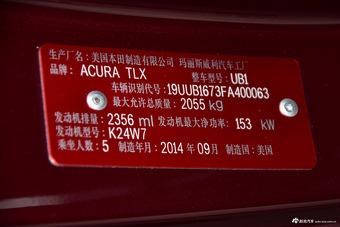 生产厂名: 美国本田制造有限公司 玛丽斯威利汽车工厂
品牌: ACURA TLX 整车型号: UB1
车辆识别代号: 19UUB1673FA400063
最大允许总质量: 2055 kg
发动机排量: 2356 ml 发动机最大净功率: 153 kW
发动机型号: K24W7
乘坐人数: 5 制造年月: 2014 年 09月 制造国: 美国